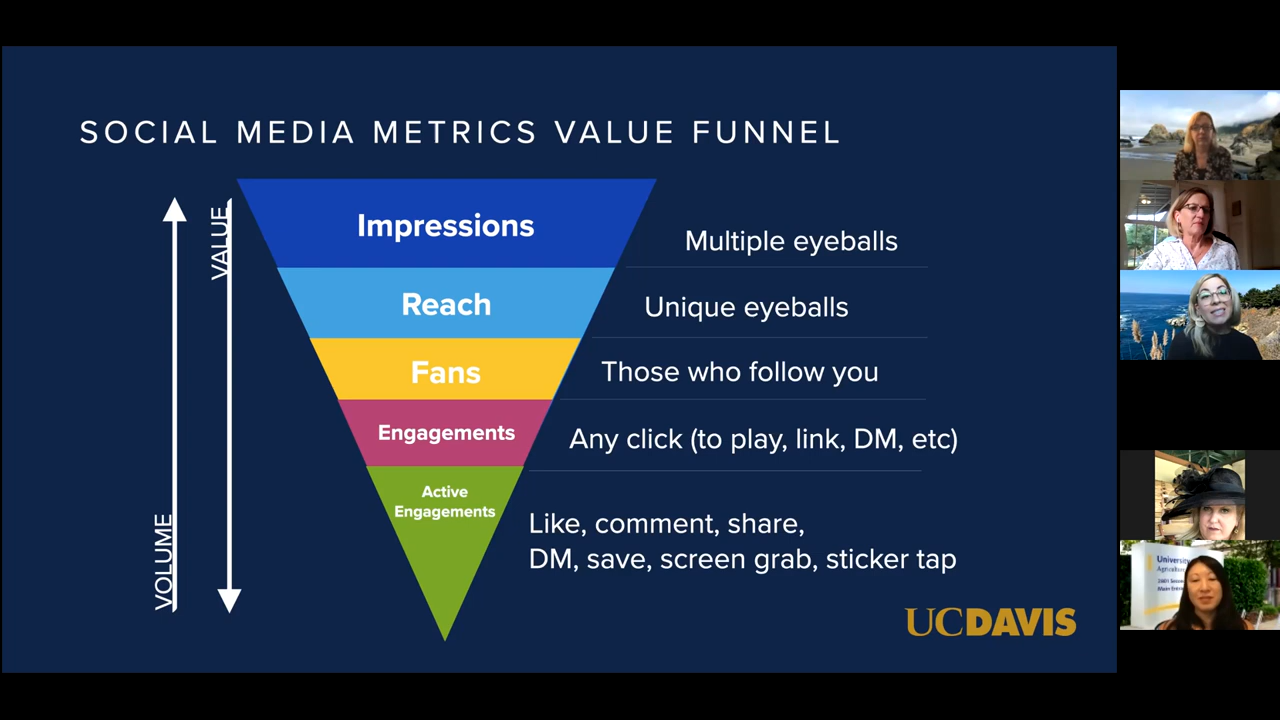 SOCIAL MEDIA METRICS VALUE FUNNEL
VALUE
VOLUME
Impressions
Multiple eyeballs
Reach
Unique eyeballs
Fans
Those who follow you
Engagements
Any click (to play, link, DM, etc)
Active
Engagements
Like, comment, share,
DM, save, screen grab, sticker tap
UCDAVIS
University
Agricultur